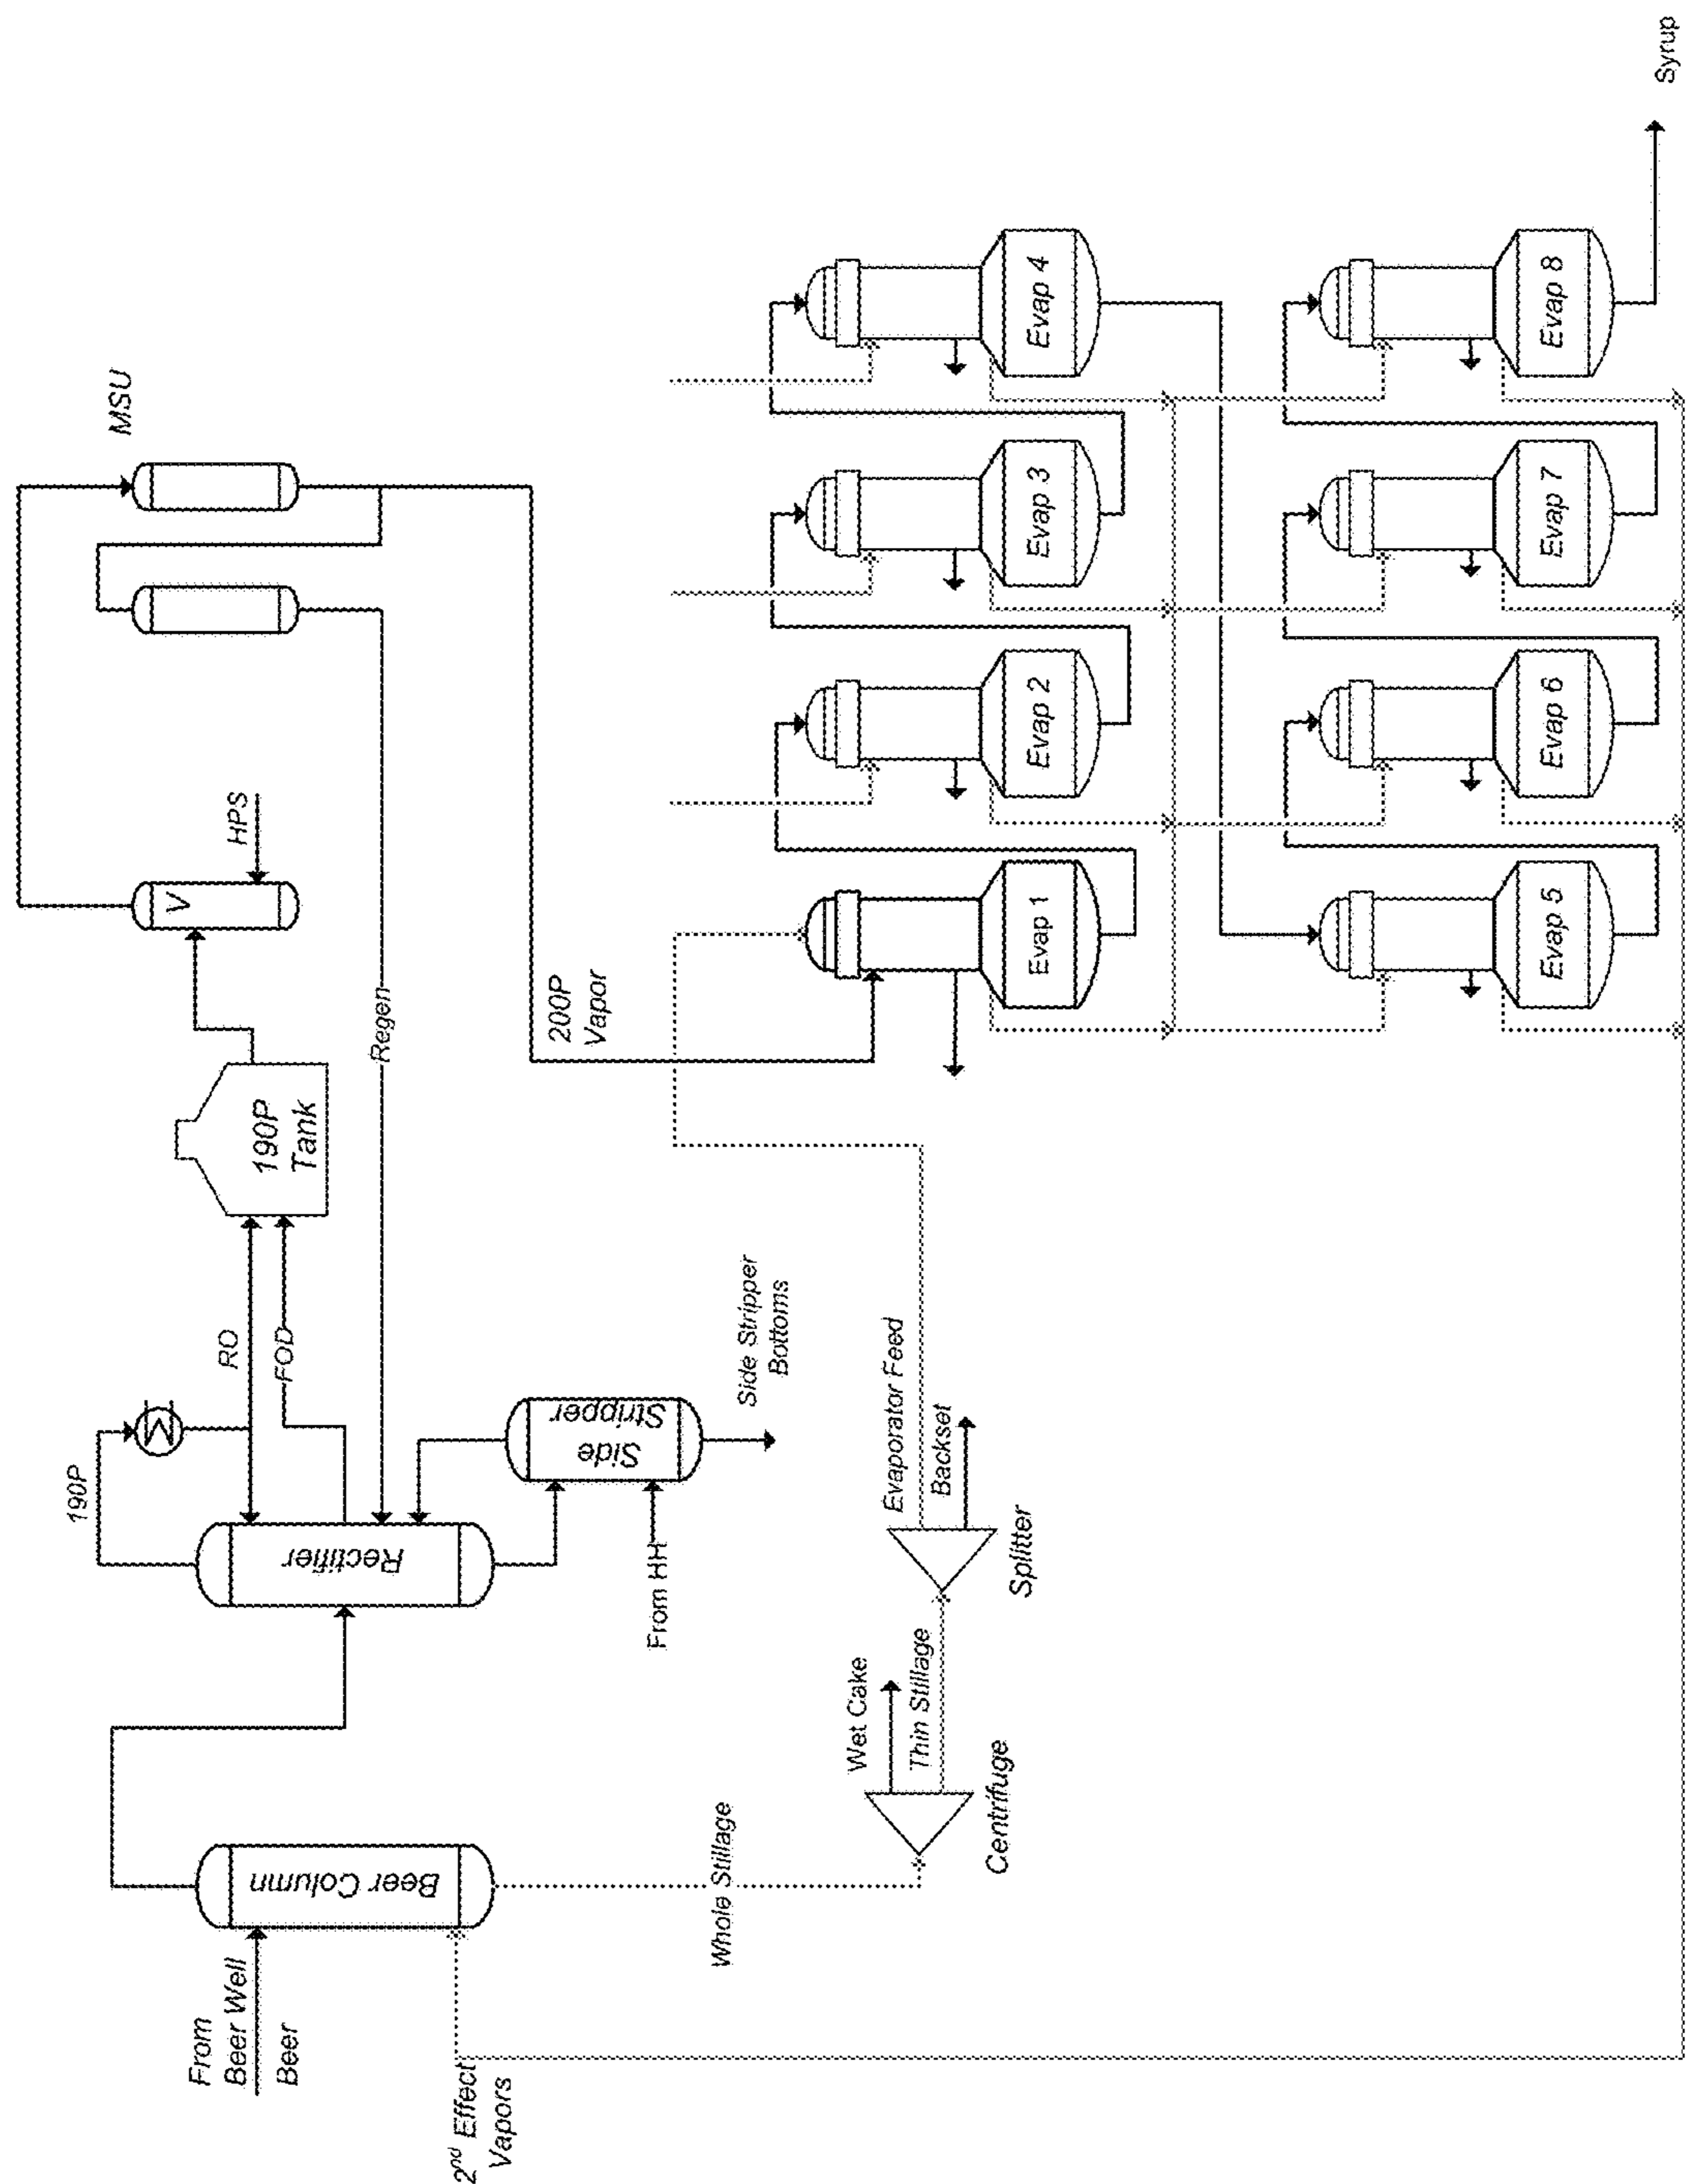 From
Beer Well
Beer
2nd Effect
Vapors
Beer Column
190P
Rectifier
RO
FOD
190P
Tank
V
HPS
MSU
Regen
From HH
Side
Stripper
Side Stripper
Bottoms
200P
Vapor
Whole Stillage
Centrifuge
Wet Cake
Thin Stillage
Splitter
Evaporator Feed
Backset
Evap 1
Evap 2
Evap 3
Evap 4
Evap 5
Evap 6
Evap 7
Evap 8
Syrup